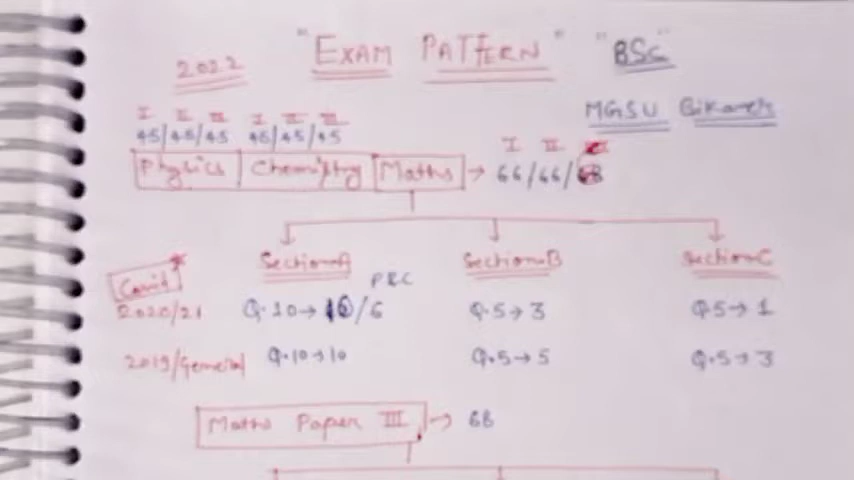 2022 "EXAM PATTERN" "BSc"
MGSU Bikaner
I II III I II III
45/45/45 45/45/45 I II III
Physics Chemistry Maths → 66/66/68
Section A Section B Section C
Covid*
P&C
2020/21 Q.10→10/6 Q.5→3 Q.5→1
2019/General Q.10→10 Q.5→5 Q.5→3
Maths Paper III → 68